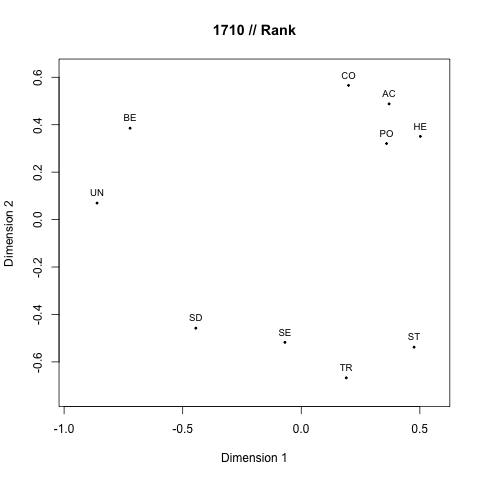 1710 // Rank
CO
AC
BE
HE
PO
UN
SD
SE
ST
TR
0.6
0.4
0.2
0.0
-0.2
-0.4
-0.6
Dimension 2
-1.0 -0.5 0.0 0.5
Dimension 1